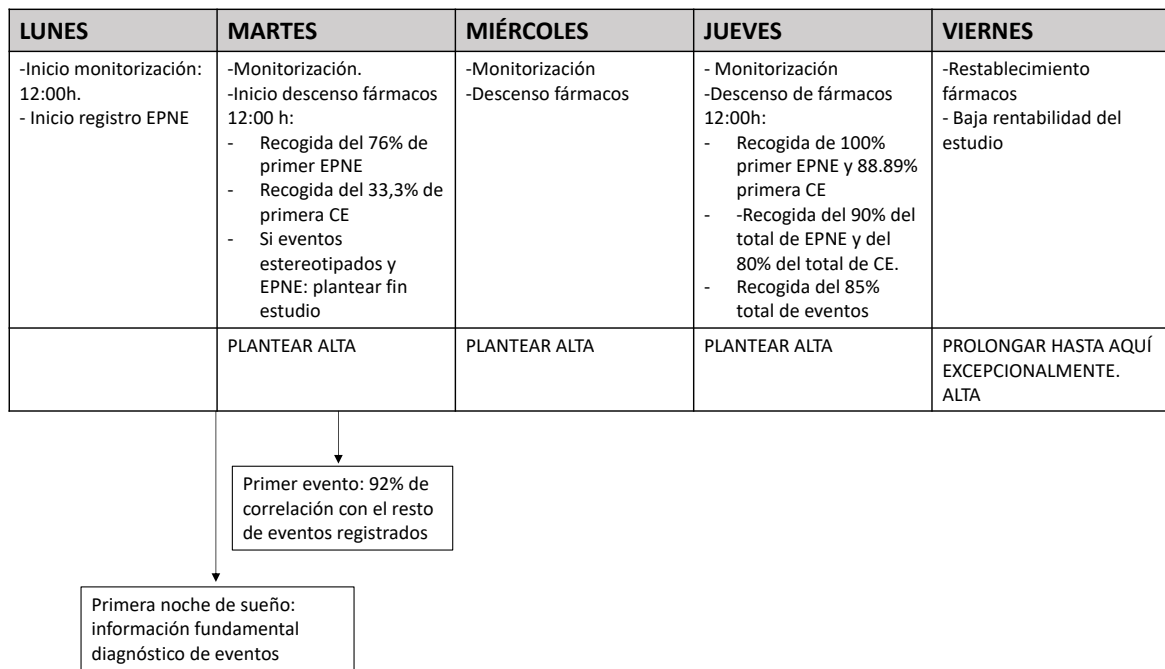 LUNES
MARTES
MIÉRCOLES
JUEVES
VIERNES
-Inicio monitorización:
12:00h.
- Inicio registro EPNE
-Monitorización.
-Inicio descenso fármacos
12:00 h:
- Recogida del 76% de
primer EPNE
- Recogida del 33,3% de
primera CE
- Si eventos
estereotipados y
EPNE: plantear fin
estudio
-Monitorización
-Descenso fármacos
- Monitorización
-Descenso de fármacos
12:00h:
- Recogida de 100%
primer EPNE y 88.89%
primera CE
- -Recogida del 90% del
total de EPNE y del
80% del total de CE.
- Recogida del 85%
total de eventos
-Restablecimiento
fármacos
- Baja rentabilidad del
estudio
PLANTEAR ALTA
PLANTEAR ALTA
PLANTEAR ALTA
PROLONGAR HASTA AQUÍ
EXCEPCIONALMENTE.
ALTA
Primer evento: 92% de
correlación con el resto
de eventos registrados
Primera noche de sueño:
información fundamental
diagnóstico de eventos